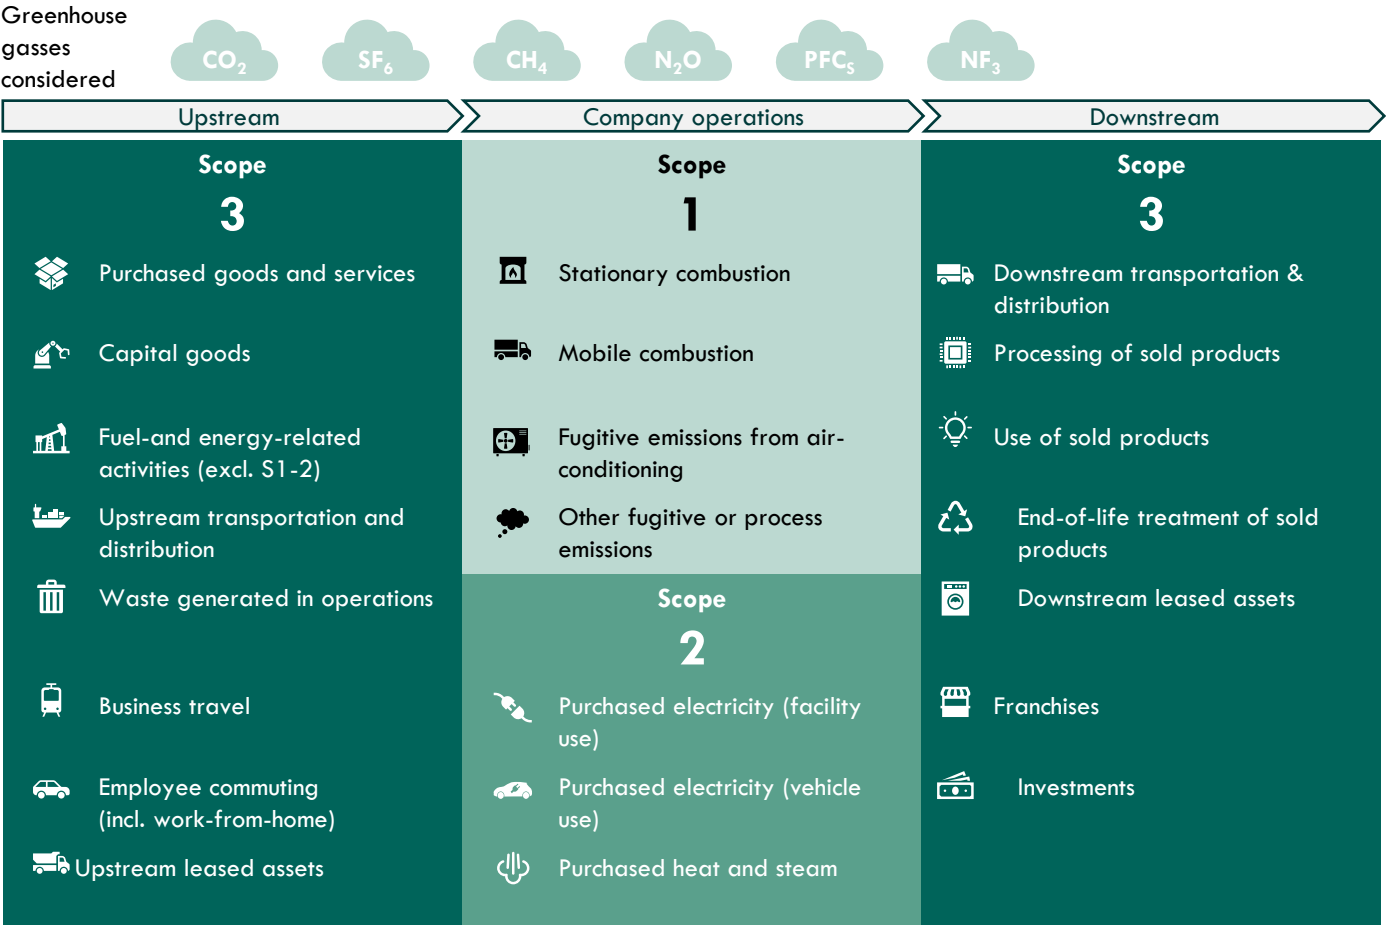 Greenhouse
gasses
considered
CO₂
SF₆
CH₄
N₂O
PFCₛ
NF₃
Upstream
Company operations
Downstream
Scope
3
Purchased goods and services
Capital goods
Fuel-and energy-related
activities (excl. S1-2)
Upstream transportation and
distribution
Waste generated in operations
Business travel
Employee commuting
(incl. work-from-home)
Upstream leased assets
Scope
1
Stationary combustion
Mobile combustion
Fugitive emissions from air-
conditioning
Other fugitive or process
emissions
Scope
2
Purchased electricity (facility
use)
Purchased electricity (vehicle
use)
Purchased heat and steam
Scope
3
Downstream transportation &
distribution
Processing of sold products
Use of sold products
End-of-life treatment of sold
products
Downstream leased assets
Franchises
Investments